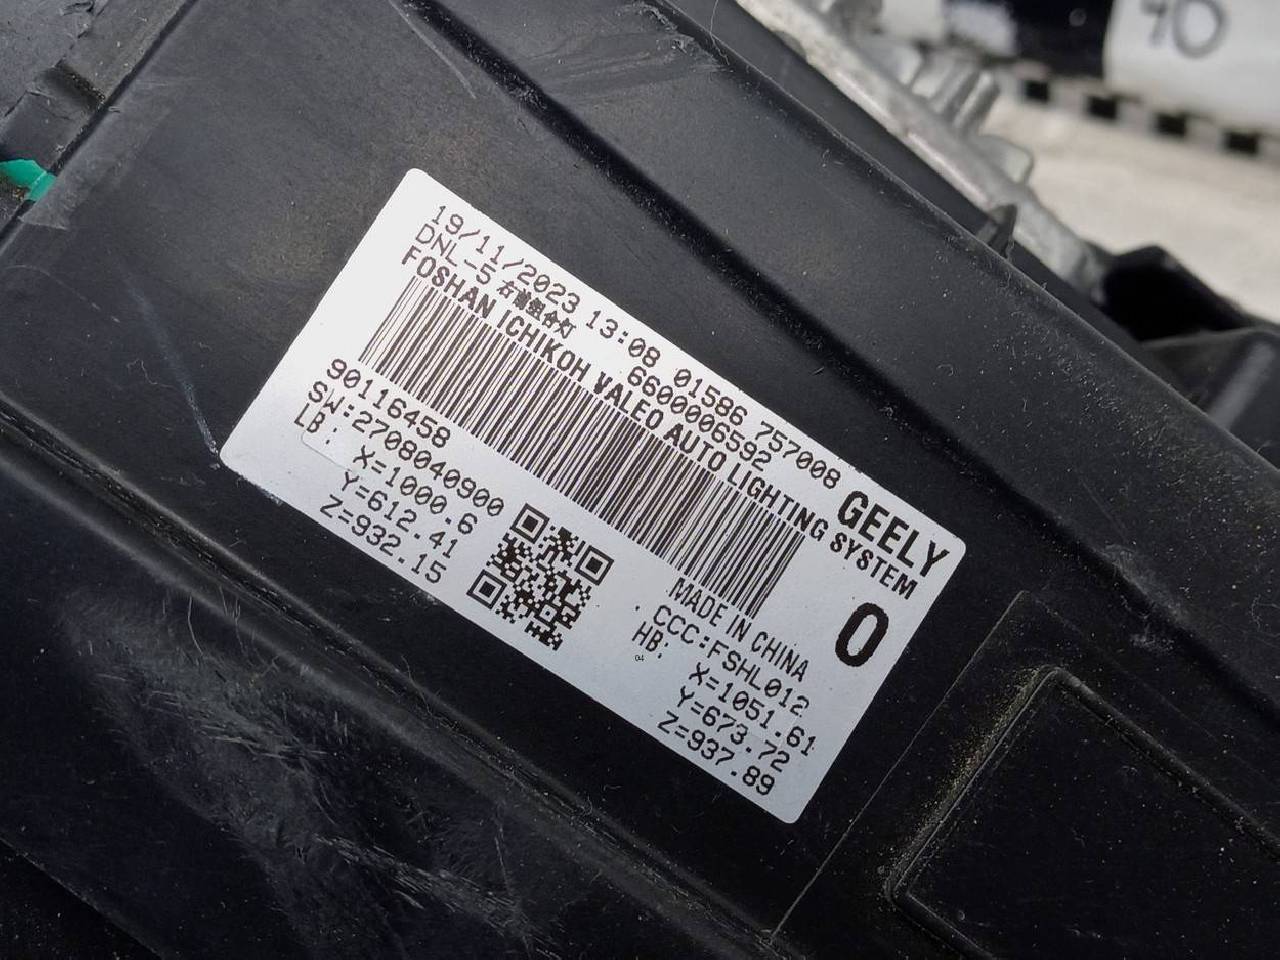 19/11/2023 13:08 01586 757008
DNL-5 右前组合灯 6600006592
FOSHAN ICHIKOH VALEO AUTO LIGHTING SYSTEM
GEELY
90116458
SW:2708040900
LB:
X=1000.6
Y=612.41
Z=932.15
MADE IN CHINA
CCC:FSHL012
HB:
X=1051.61
Y=673.72
Z=937.89
0
04
40